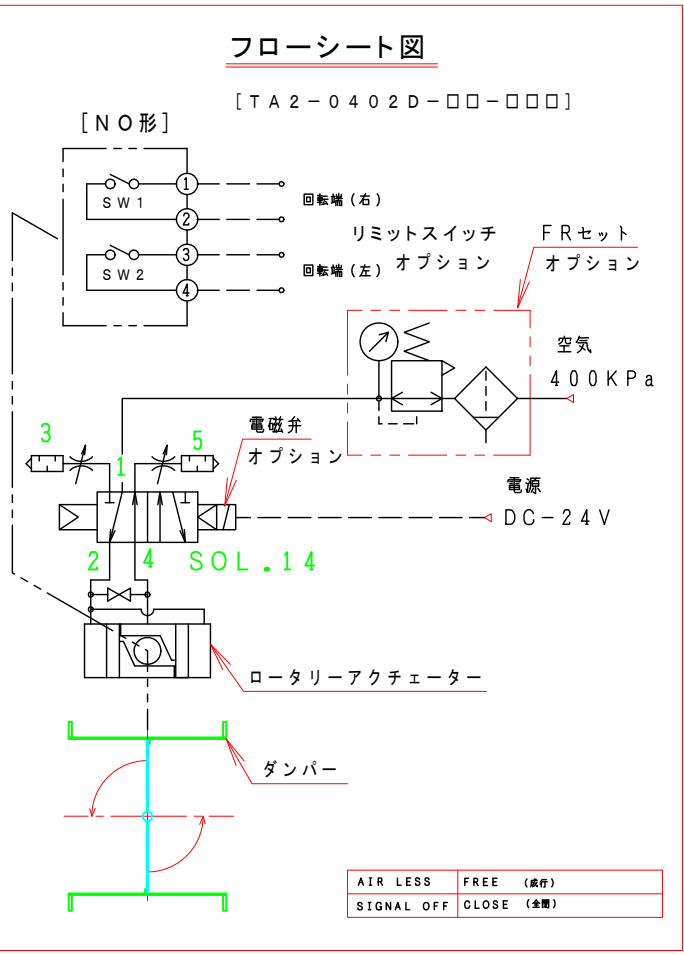 フローシート図
[TA2-0402D-□□-□□□]
[NO形]
1
SW1
2
回転端(右)
3
SW2
4
回転端(左)
リミットスイッチ
オプション
FRセット
オプション
空気
400KPa
電磁弁
オプション
3
1
5
電源
DC-24V
2
4
SOL.14
ロータリーアクチェーター
ダンパー
AIR LESS FREE (成行)
SIGNAL OFF CLOSE (全閉)